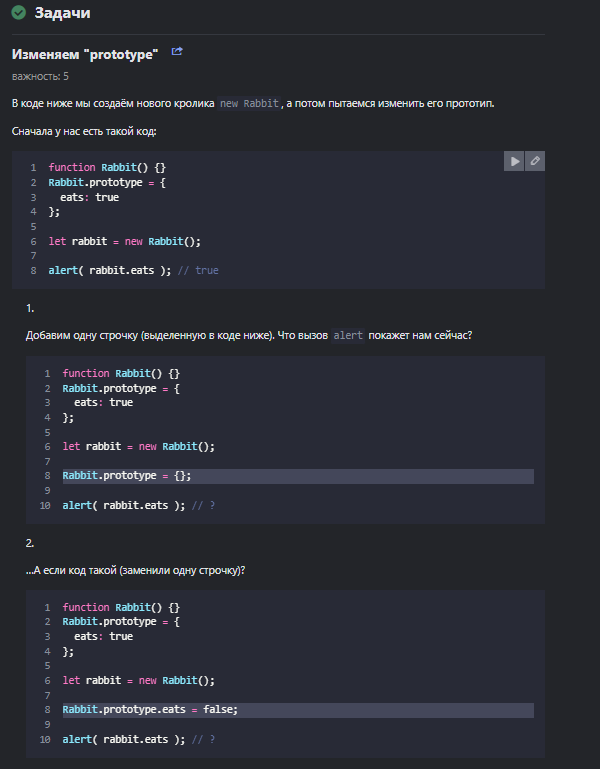 Задачи
Изменяем "prototype"
важность: 5
В коде ниже мы создаём нового кролика new Rabbit, а потом пытаемся изменить его прототип.
Сначала у нас есть такой код:
1 function Rabbit() {}
2 Rabbit.prototype = {
3   eats: true
4 };
5
6 let rabbit = new Rabbit();
7
8 alert( rabbit.eats ); // true
1.
Добавим одну строчку (выделенную в коде ниже). Что вызов alert покажет нам сейчас?
1 function Rabbit() {}
2 Rabbit.prototype = {
3   eats: true
4 };
5
6 let rabbit = new Rabbit();
7
8 Rabbit.prototype = {};
9
10 alert( rabbit.eats ); // ?
2.
…А если код такой (заменили одну строчку)?
1 function Rabbit() {}
2 Rabbit.prototype = {
3   eats: true
4 };
5
6 let rabbit = new Rabbit();
7
8 Rabbit.prototype.eats = false;
9
10 alert( rabbit.eats ); // ?